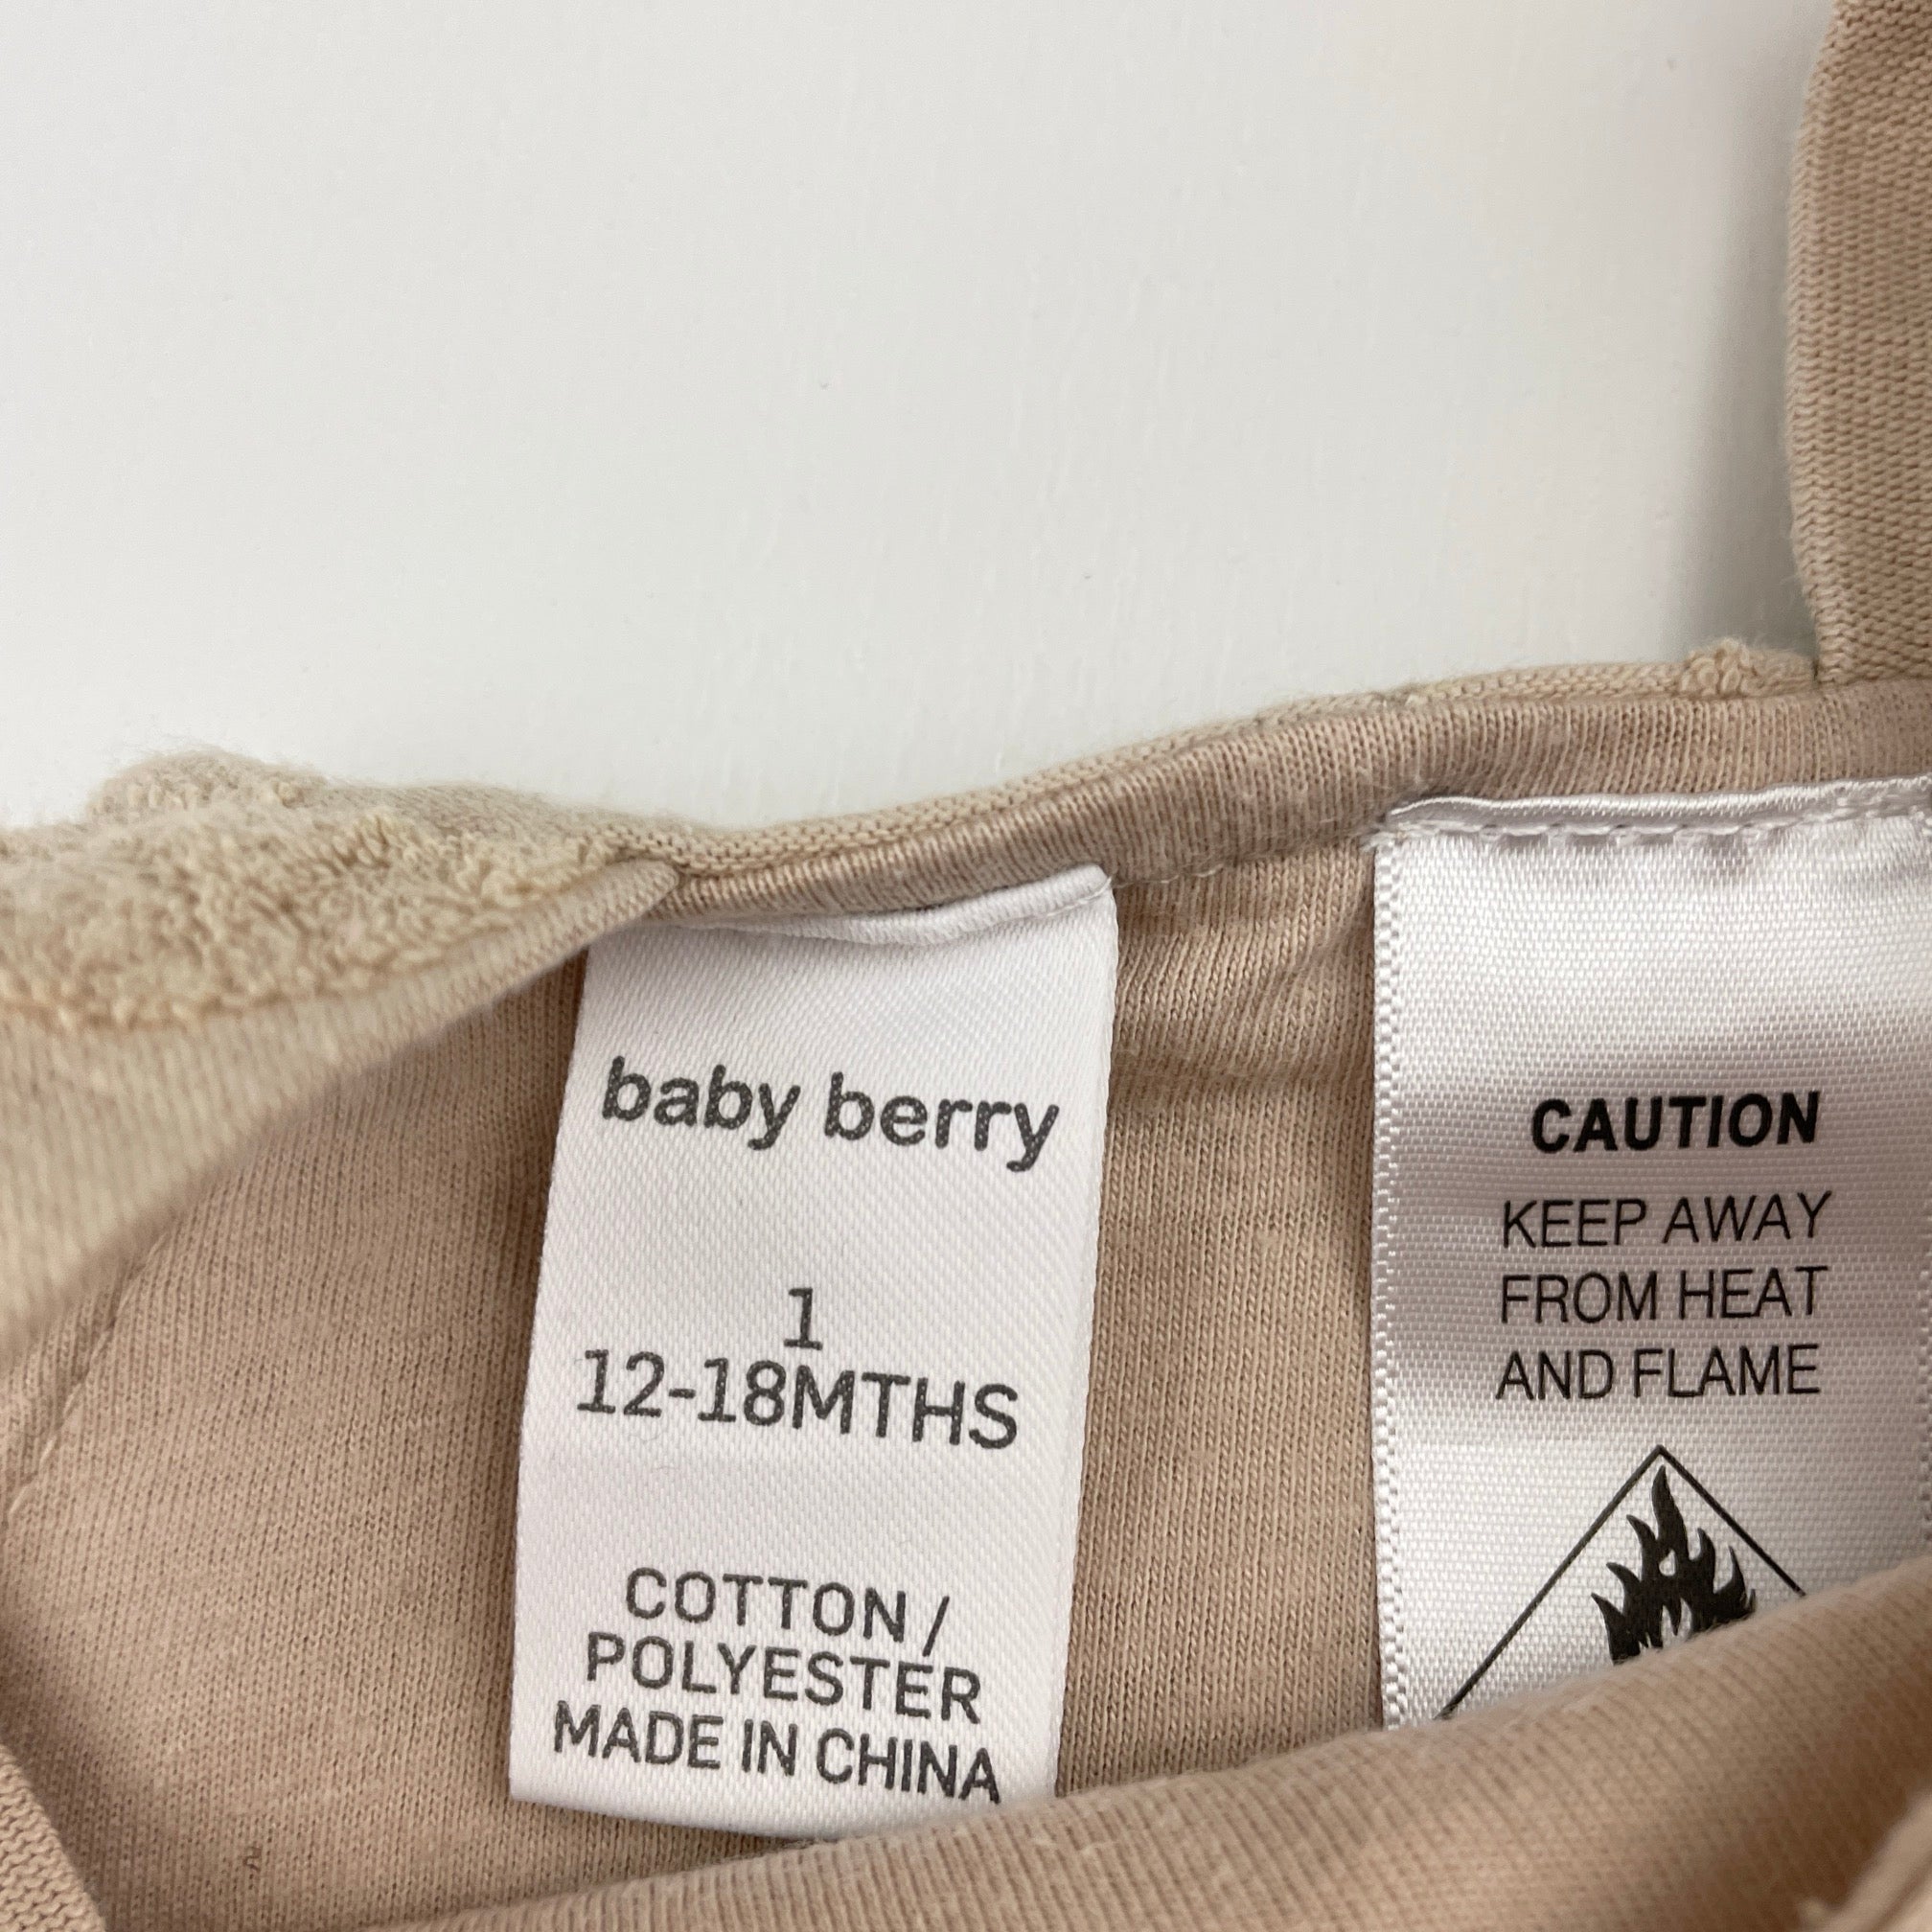 baby berry
1
12-18MTHS
COTTON/
POLYESTER
MADE IN CHINA
CAUTION
KEEP AWAY
FROM HEAT
AND FLAME